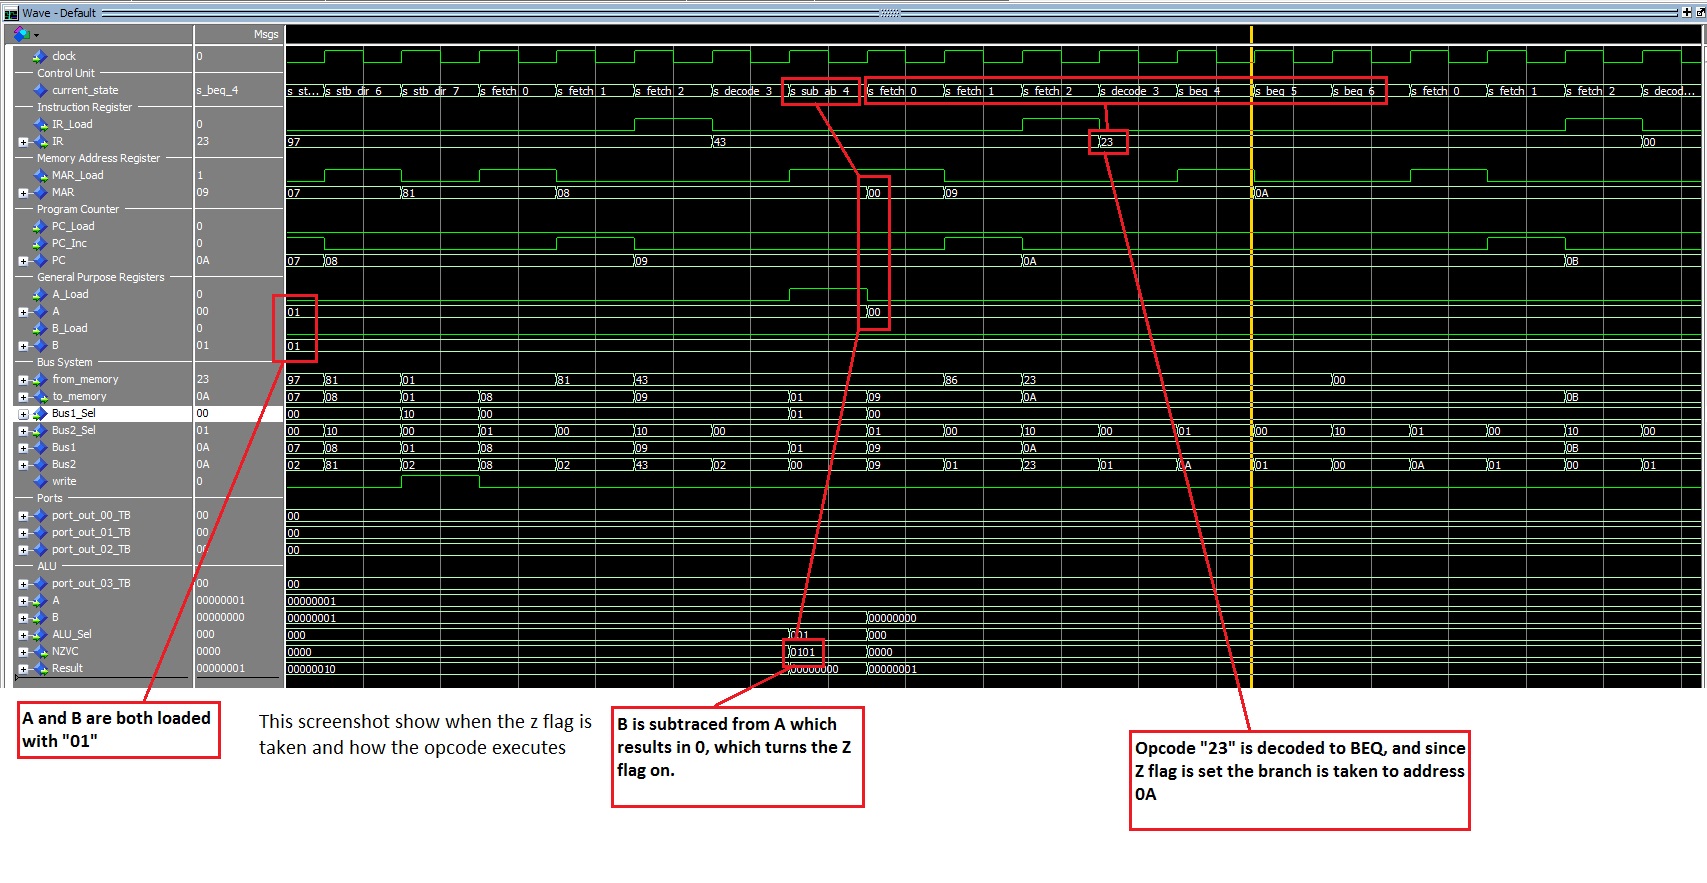 Wave - Default
Msgs
clock 0
Control Unit
current_state s_beq_4 s_st... s_stb_dir_6 s_stb_dir_7 s_fetch_0 s_fetch_1 s_fetch_2 s_decode_3 s_sub_ab_4 s_fetch_0 s_fetch_1 s_fetch_2 s_decode_3 s_beq_4 s_beq_5 s_beq_6 s_fetch_0 s_fetch_1 s_fetch_2 s_decod...
Instruction Register
IR_Load 0
IR 23 97 43 23 00
Memory Address Register
MAR_Load 1
MAR 09 07 81 08 00 09 0A
Program Counter
PC_Load 0
PC_Inc 0
PC 0A 07 08 09 0A 0B
General Purpose Registers
A_Load 0
A 00 01 00
B_Load 0
B 01 01
Bus System
from_memory 23 97 81 01 81 43 86 23 00
to_memory 0A 07 08 01 08 09 01 09 0A 0B
Bus1_Sel 00 00 10 00 01 00
Bus2_Sel 01 00 10 00 01 00 10 00 01 00 10 00 01 00 10 01 00 10 00
Bus1 0A 07 08 01 08 09 01 09 0A 0B
Bus2 0A 02 81 02 08 02 43 02 00 09 01 23 01 0A 01 00 0A 01 00 01
write 0
Ports
port_out_00_TB 00 00
port_out_01_TB 00 00
port_out_02_TB 00 00
ALU
port_out_03_TB 00 00
A 00000001 00000001
B 00000000 00000001 00000000
ALU_Sel 000 000 001 000
NZVC 0000 0000 0101 0000
Result 00000001 00000010 00000000 00000001
A and B are both loaded
with "01"
This screenshot show when the z flag is
taken and how the opcode executes
B is subtraced from A which
results in 0, which turns the Z
flag on.
Opcode "23" is decoded to BEQ, and since
Z flag is set the branch is taken to address
0A